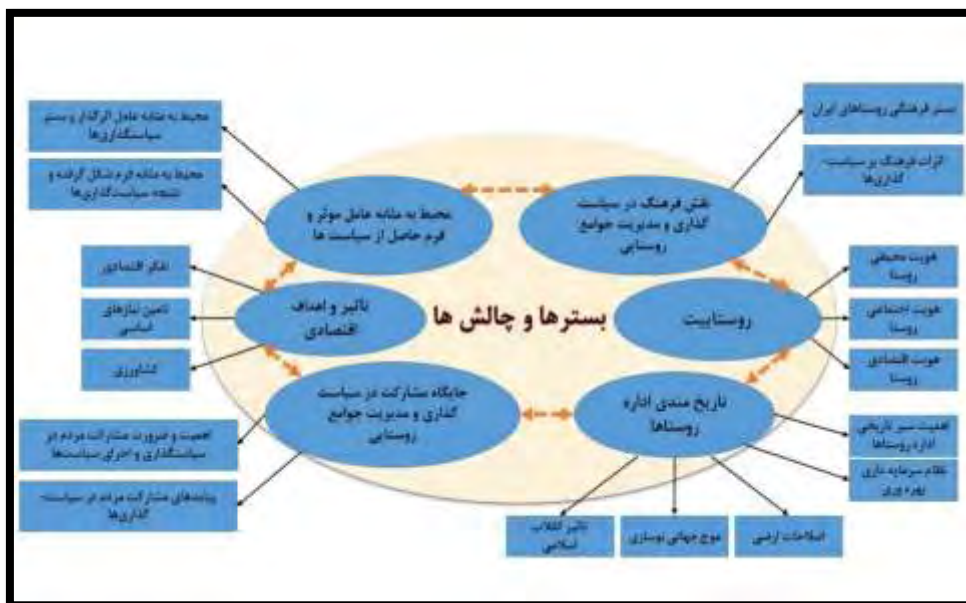 بستر فرهنگی روستاهای ایران
اثرات فرهنگ بر سیاست-
گذاری‌ها
محیط به مثابه عامل اثرگذار و بستر
سیاستگذاری‌ها
محیط به مثابه فرم شکل گرفته و
نتیجه سیاست‌گذاری‌ها
نقش فرهنگ در سیاست
گذاری و مدیریت جوامع
روستایی
محیط به مثابه عامل موثر و
فرم حاصل از سیاست ها
هویت محیطی
روستا
هویت اجتماعی
روستا
هویت اقتصادی
روستا
روستاییت
بسترها و چالش ها
تاثیر و اهداف
اقتصادی
تفکر اقتصادی
تامین نیازهای
اساسی
کشاورزی
تاریخ مندی اداره
روستاها
جایگاه مشارکت در سیاست
گذاری و مدیریت جوامع
روستایی
اهمیت سیر تاریخی
اداره روستاها
نظام سرمایه داری
بهره وری
اهمیت و ضرورت مشارکت مردم در
سیاستگذاری و اجرای سیاست‌ها
پیامدهای مشارکت مردم در سیاست-
گذاری‌ها
اصلاحات ارضی
موج جهانی نوسازی
تاثیر انقلاب
اسلامی